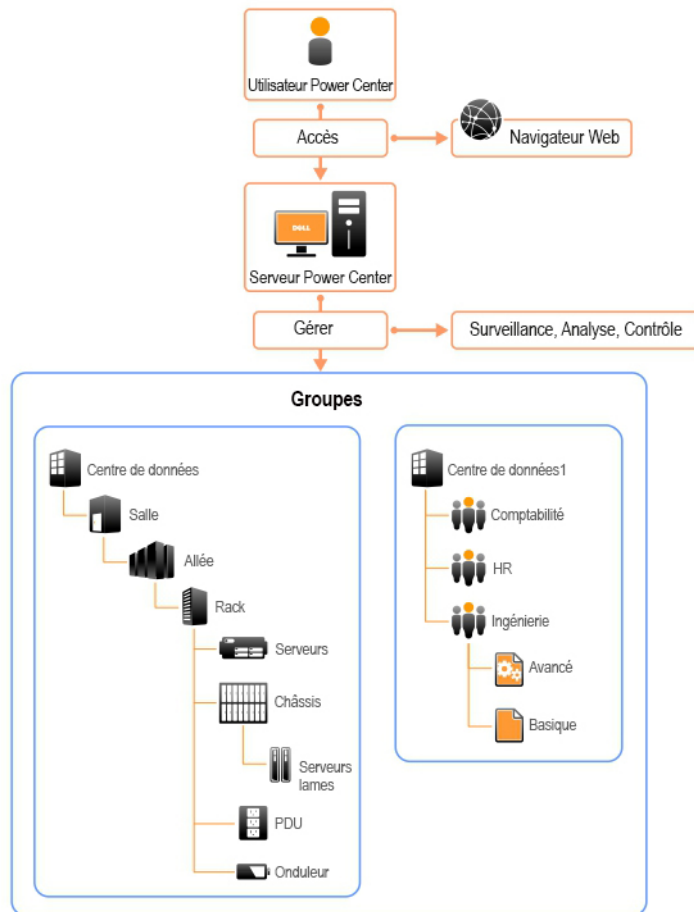 Utilisateur Power Center
Accès
Navigateur Web
DELL
Serveur Power Center
Gérer
Surveillance, Analyse, Contrôle
Groupes
Centre de données
Salle
Allée
Rack
Serveurs
Châssis
Serveurs
lames
PDU
Onduleur
Centre de données1
Comptabilité
HR
Ingénierie
Avancé
Basique